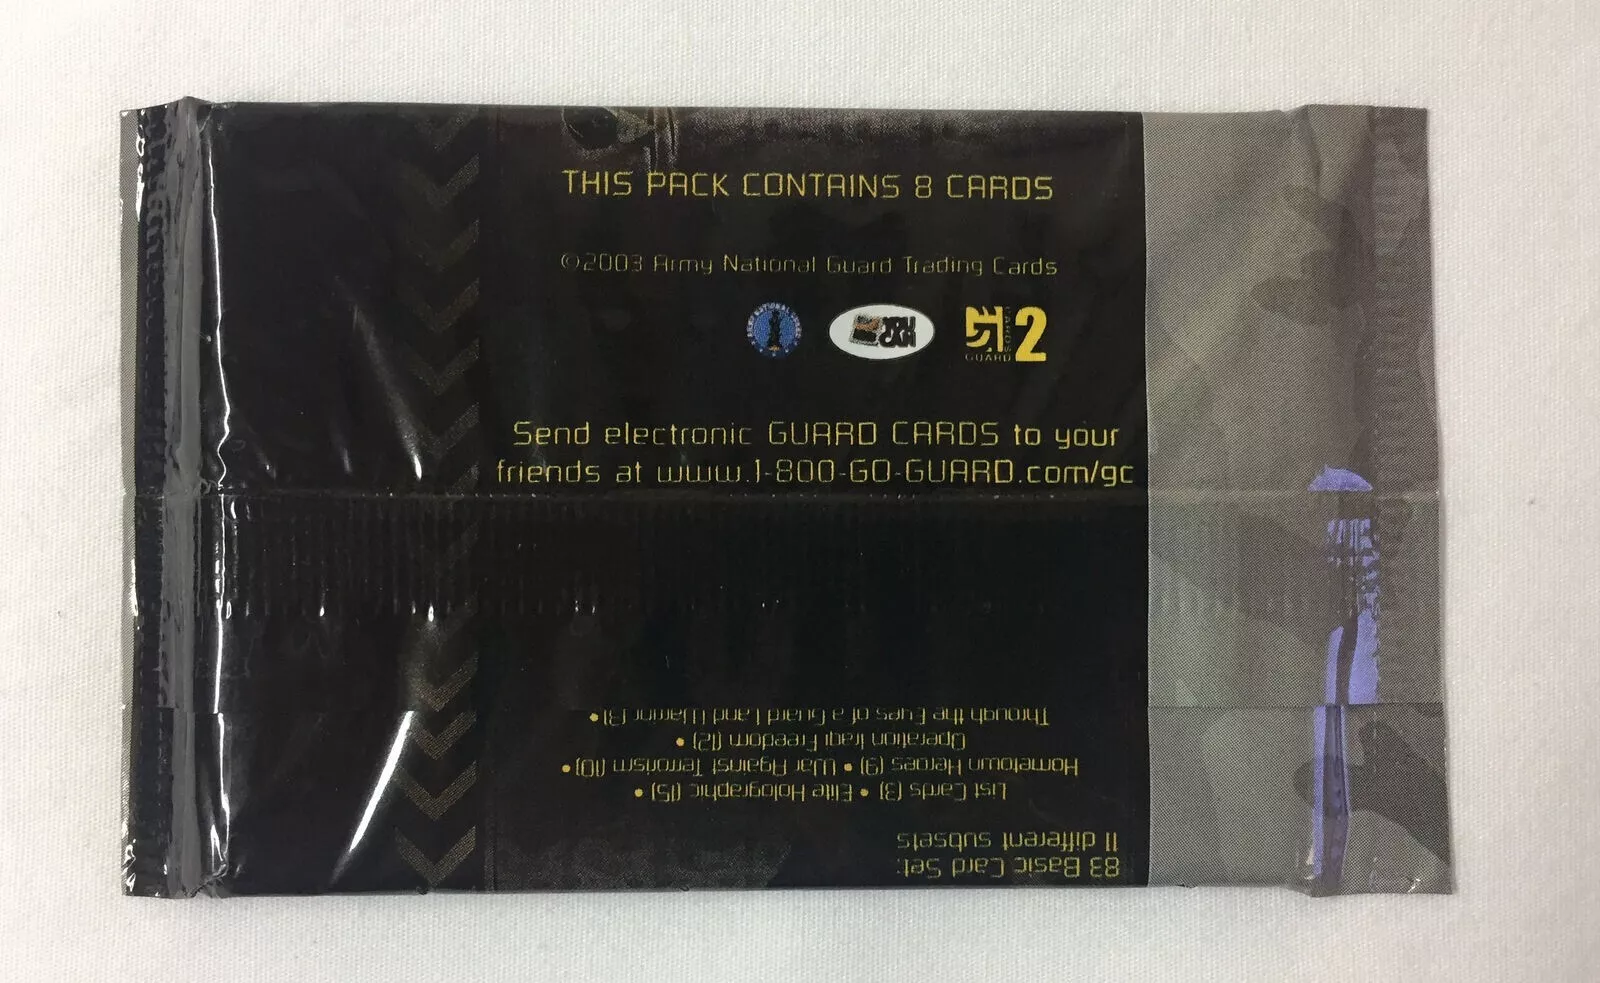 THIS PACK CONTAINS 8 CARDS
©2003 Army National Guard Trading Cards
YOU CAN
GUARD CARDS 2
Send electronic GUARD CARDS to your
friends at www.1-800-GO-GUARD.com/gc
83 Basic Card Set:
11 different subsets
List Cards (3) • Elite Holographic (15) •
Hometown Heroes (9) • War Against Terrorism (10) •
Operation Iraqi Freedom (12) •
Through the Eyes of a Guard Land Warrior (3) •